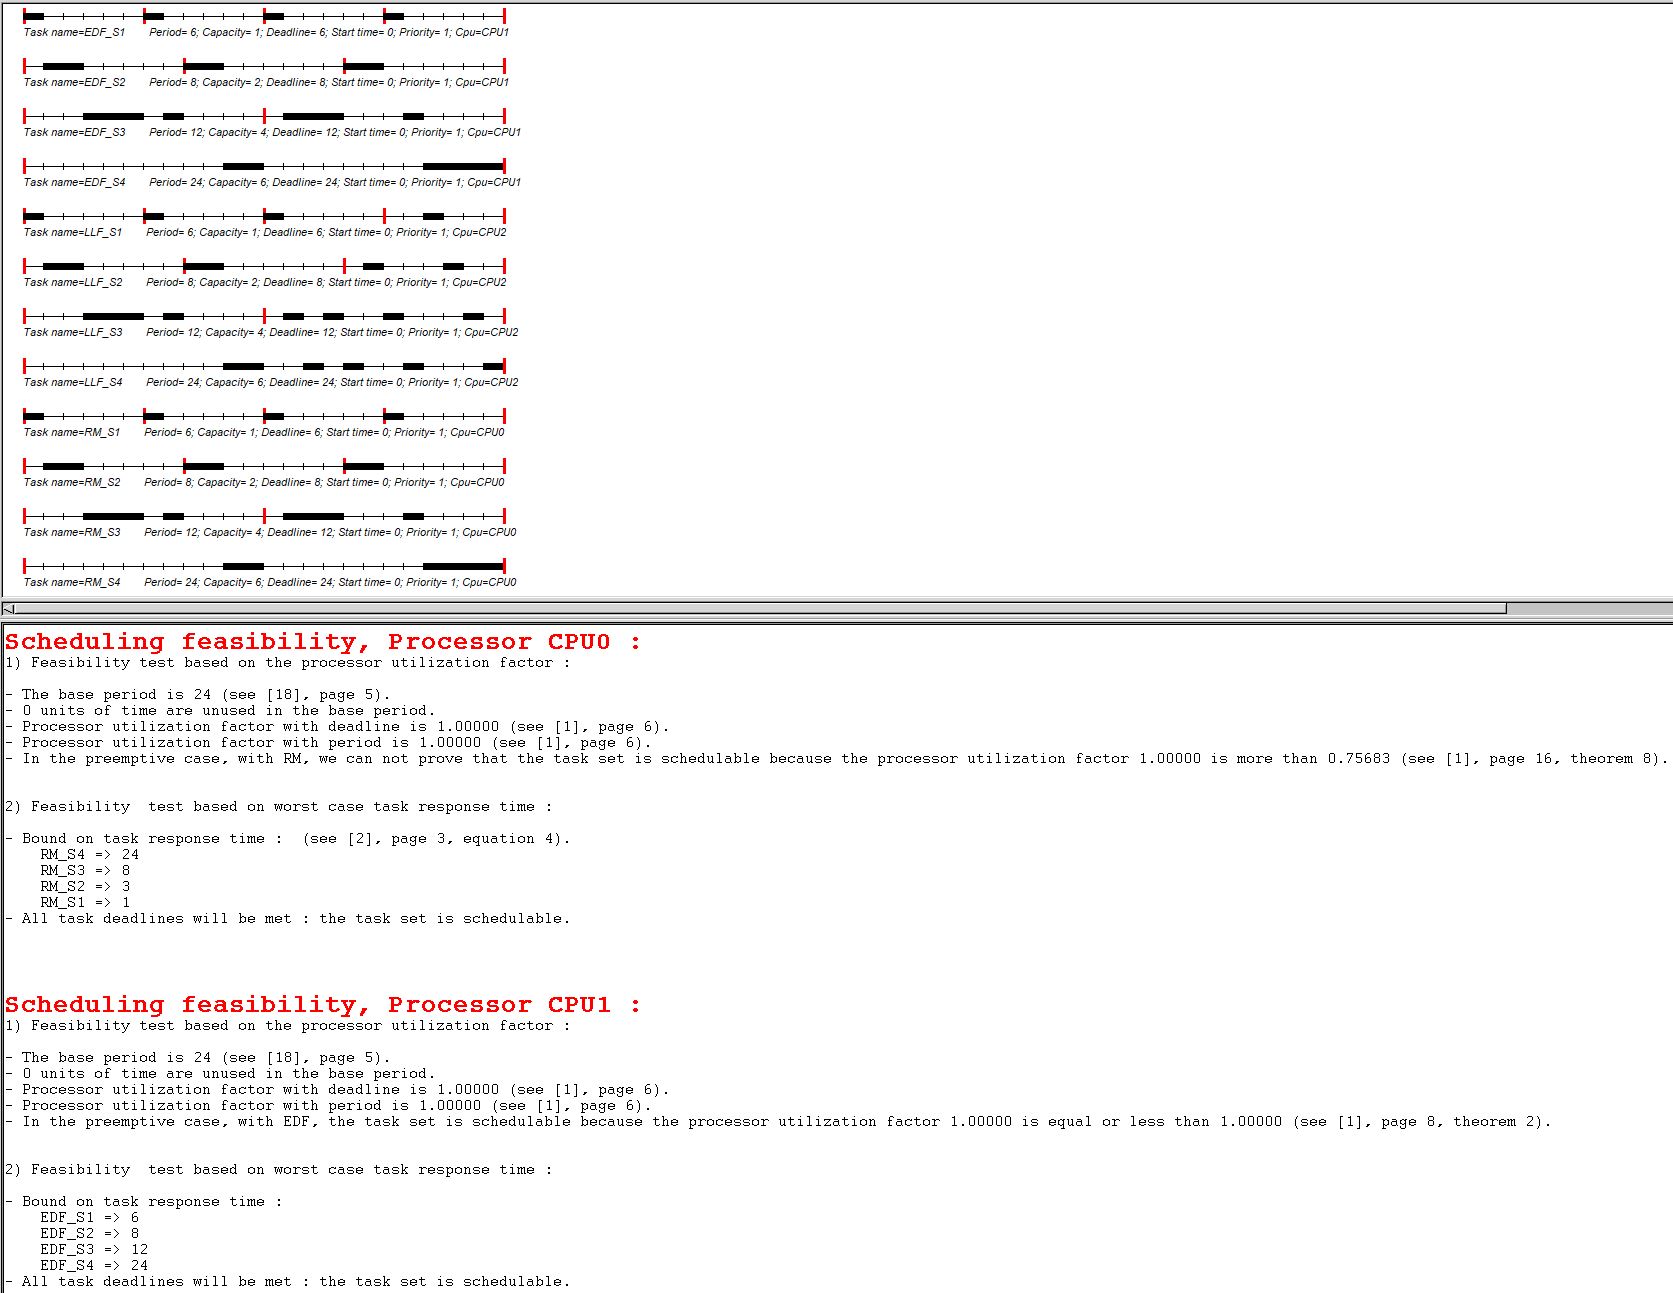 Task name=EDF_S1 Period= 6; Capacity= 1; Deadline= 6; Start time= 0; Priority= 1; Cpu=CPU1
Task name=EDF_S2 Period= 8; Capacity= 2; Deadline= 8; Start time= 0; Priority= 1; Cpu=CPU1
Task name=EDF_S3 Period= 12; Capacity= 4; Deadline= 12; Start time= 0; Priority= 1; Cpu=CPU1
Task name=EDF_S4 Period= 24; Capacity= 6; Deadline= 24; Start time= 0; Priority= 1; Cpu=CPU1
Task name=LLF_S1 Period= 6; Capacity= 1; Deadline= 6; Start time= 0; Priority= 1; Cpu=CPU2
Task name=LLF_S2 Period= 8; Capacity= 2; Deadline= 8; Start time= 0; Priority= 1; Cpu=CPU2
Task name=LLF_S3 Period= 12; Capacity= 4; Deadline= 12; Start time= 0; Priority= 1; Cpu=CPU2
Task name=LLF_S4 Period= 24; Capacity= 6; Deadline= 24; Start time= 0; Priority= 1; Cpu=CPU2
Task name=RM_S1 Period= 6; Capacity= 1; Deadline= 6; Start time= 0; Priority= 1; Cpu=CPU0
Task name=RM_S2 Period= 8; Capacity= 2; Deadline= 8; Start time= 0; Priority= 1; Cpu=CPU0
Task name=RM_S3 Period= 12; Capacity= 4; Deadline= 12; Start time= 0; Priority= 1; Cpu=CPU0
Task name=RM_S4 Period= 24; Capacity= 6; Deadline= 24; Start time= 0; Priority= 1; Cpu=CPU0
Scheduling feasibility, Processor CPU0 :
1) Feasibility test based on the processor utilization factor :
- The base period is 24 (see [18], page 5).
- 0 units of time are unused in the base period.
- Processor utilization factor with deadline is 1.00000 (see [1], page 6).
- Processor utilization factor with period is 1.00000 (see [1], page 6).
- In the preemptive case, with RM, we can not prove that the task set is schedulable because the processor utilization factor 1.00000 is more than 0.75683 (see [1], page 16, theorem 8).
2) Feasibility test based on worst case task response time :
- Bound on task response time : (see [2], page 3, equation 4).
RM_S4 => 24
RM_S3 => 8
RM_S2 => 3
RM_S1 => 1
- All task deadlines will be met : the task set is schedulable.
Scheduling feasibility, Processor CPU1 :
1) Feasibility test based on the processor utilization factor :
- The base period is 24 (see [18], page 5).
- 0 units of time are unused in the base period.
- Processor utilization factor with deadline is 1.00000 (see [1], page 6).
- Processor utilization factor with period is 1.00000 (see [1], page 6).
- In the preemptive case, with EDF, the task set is schedulable because the processor utilization factor 1.00000 is equal or less than 1.00000 (see [1], page 8, theorem 2).
2) Feasibility test based on worst case task response time :
- Bound on task response time :
EDF_S1 => 6
EDF_S2 => 8
EDF_S3 => 12
EDF_S4 => 24
- All task deadlines will be met : the task set is schedulable.